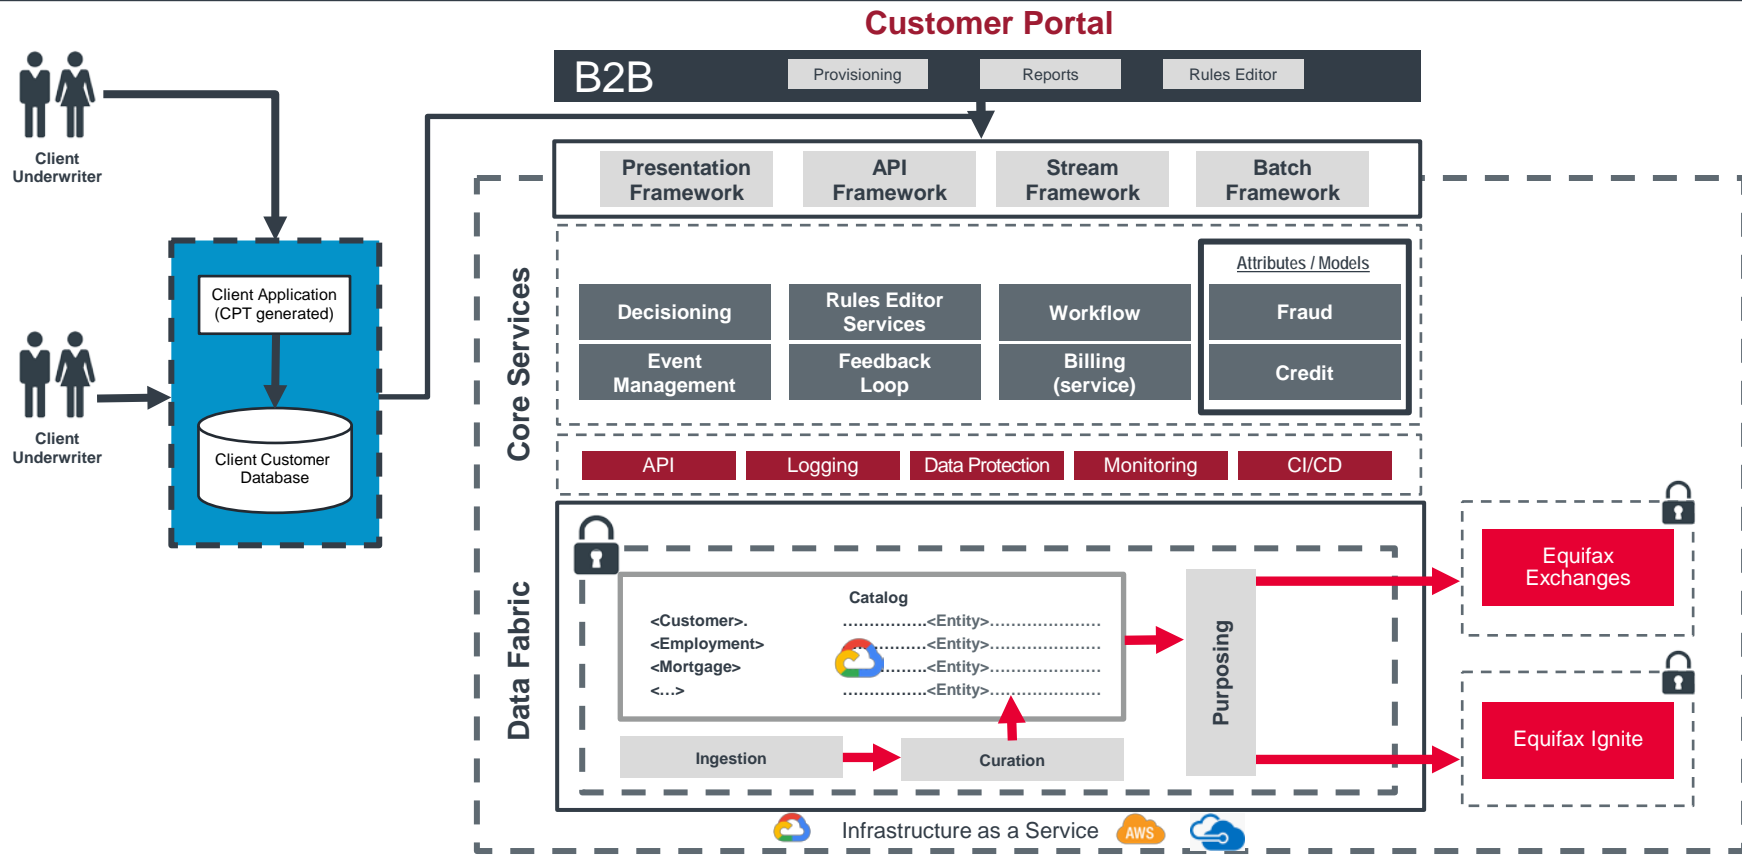 Customer Portal
B2B
Provisioning
Reports
Rules Editor
Client
Underwriter
Presentation
Framework
API
Framework
Stream
Framework
Batch
Framework
Client Application
(CPT generated)
Client Customer
Database
Client
Underwriter
Core Services
Attributes / Models
Decisioning
Rules Editor
Services
Workflow
Fraud
Event
Management
Feedback
Loop
Billing
(service)
Credit
API
Logging
Data Protection
Monitoring
CI/CD
Data Fabric
Catalog
<Customer>. ................<Entity>.....................
<Employment> ................<Entity>.....................
<Mortgage> ................<Entity>.....................
<...> ................<Entity>.....................
Ingestion
Curation
Purposing
Equifax
Exchanges
Equifax Ignite
Infrastructure as a Service
AWS